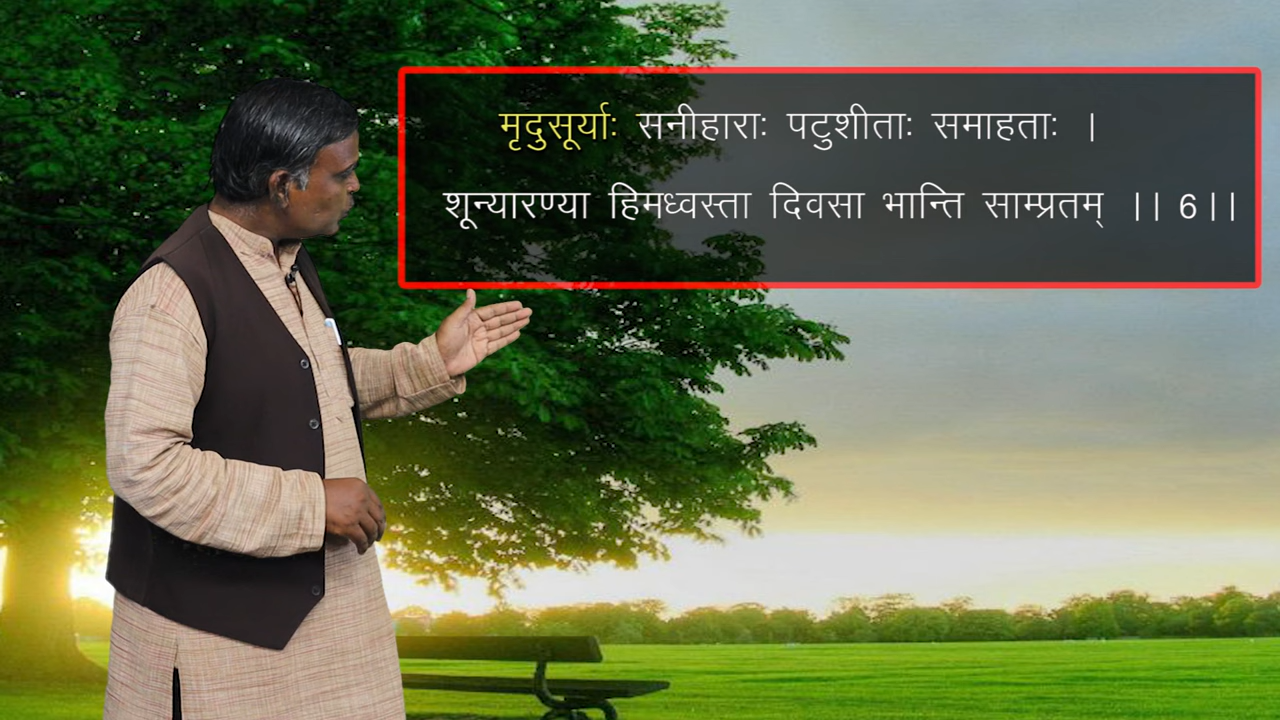 मृदुसूर्याः सनीहाराः पटुशीताः समाहताः ।
शून्यारण्या हिमध्वस्ता दिवसा भान्ति साम्प्रतम् ।। 6।।